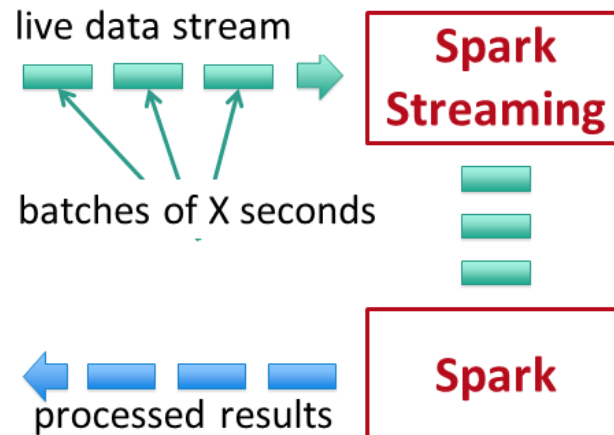 live data stream
Spark
Streaming
batches of X seconds
Spark
processed results